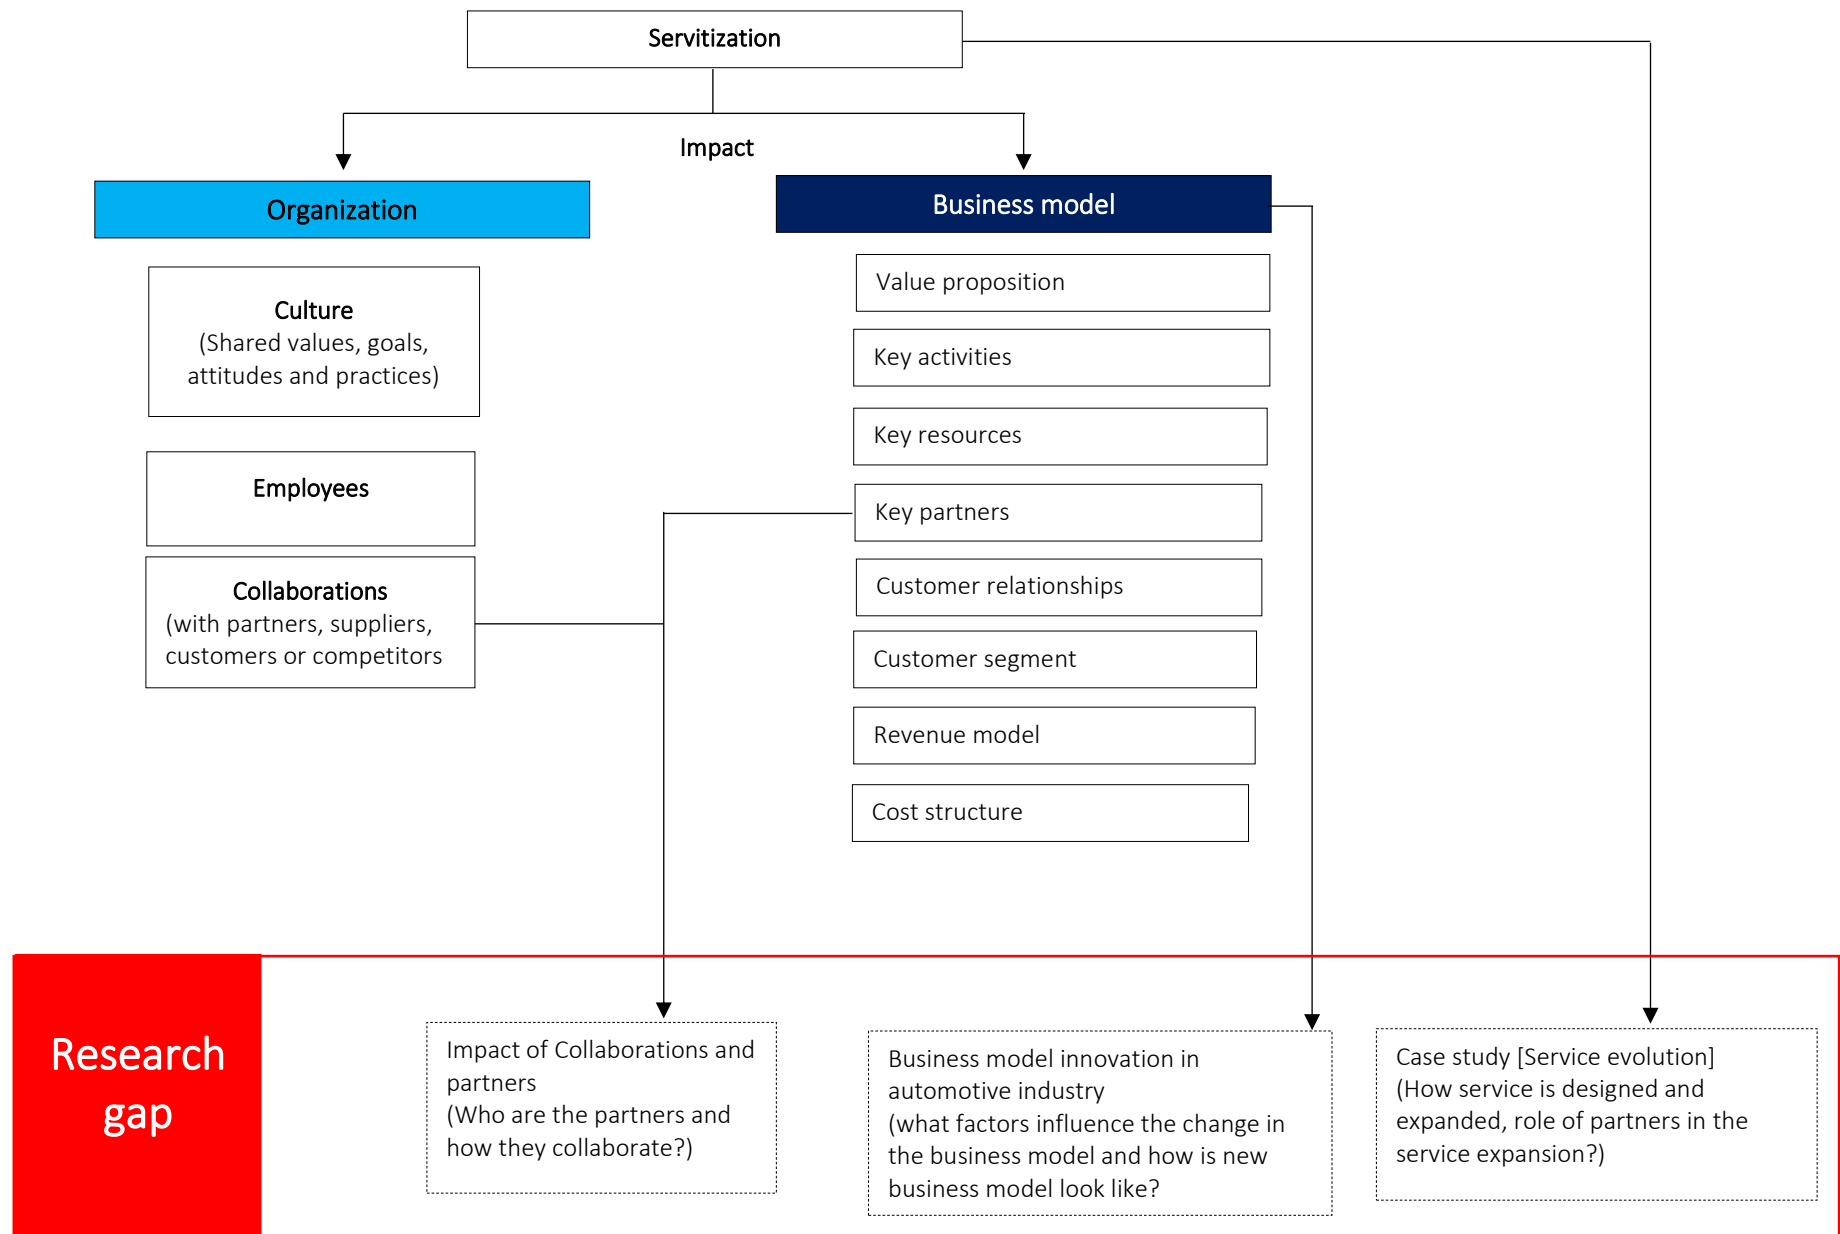 Servitization
Impact
Organization
Business model
Culture
(Shared values, goals,
attitudes and practices)
Employees
Collaborations
(with partners, suppliers,
customers or competitors
Value proposition
Key activities
Key resources
Key partners
Customer relationships
Customer segment
Revenue model
Cost structure
Research
gap
Impact of Collaborations and
partners
(Who are the partners and
how they collaborate?)
Business model innovation in
automotive industry
(what factors influence the change in
the business model and how is new
business model look like?
Case study [Service evolution]
(How service is designed and
expanded, role of partners in the
service expansion?)